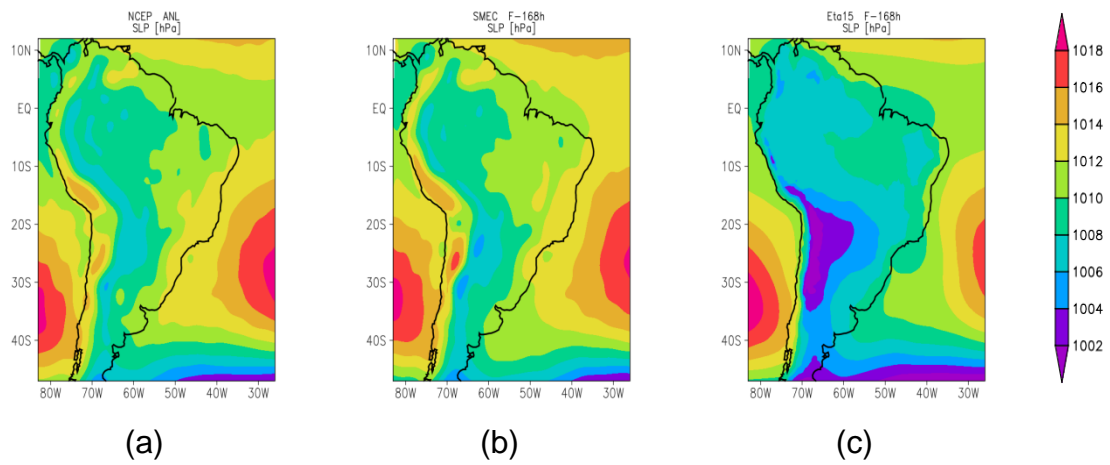 NCEP ANL
SLP [hPa]
10N
EQ
10S
20S
30S
40S
80W 70W 60W 50W 40W 30W
(a)
SMEC F-168h
SLP [hPa]
10N
EQ
10S
20S
30S
40S
80W 70W 60W 50W 40W 30W
(b)
Eta15 F-168h
SLP [hPa]
10N
EQ
10S
20S
30S
40S
80W 70W 60W 50W 40W 30W
(c)
1018
1016
1014
1012
1010
1008
1006
1004
1002